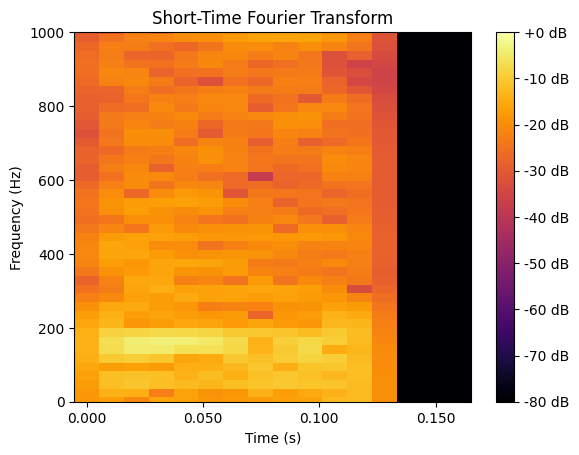 Short-Time Fourier Transform
1000
800
600
400
200
0
Frequency (Hz)
0.000
0.050
0.100
0.150
Time (s)
+0 dB
-10 dB
-20 dB
-30 dB
-40 dB
-50 dB
-60 dB
-70 dB
-80 dB